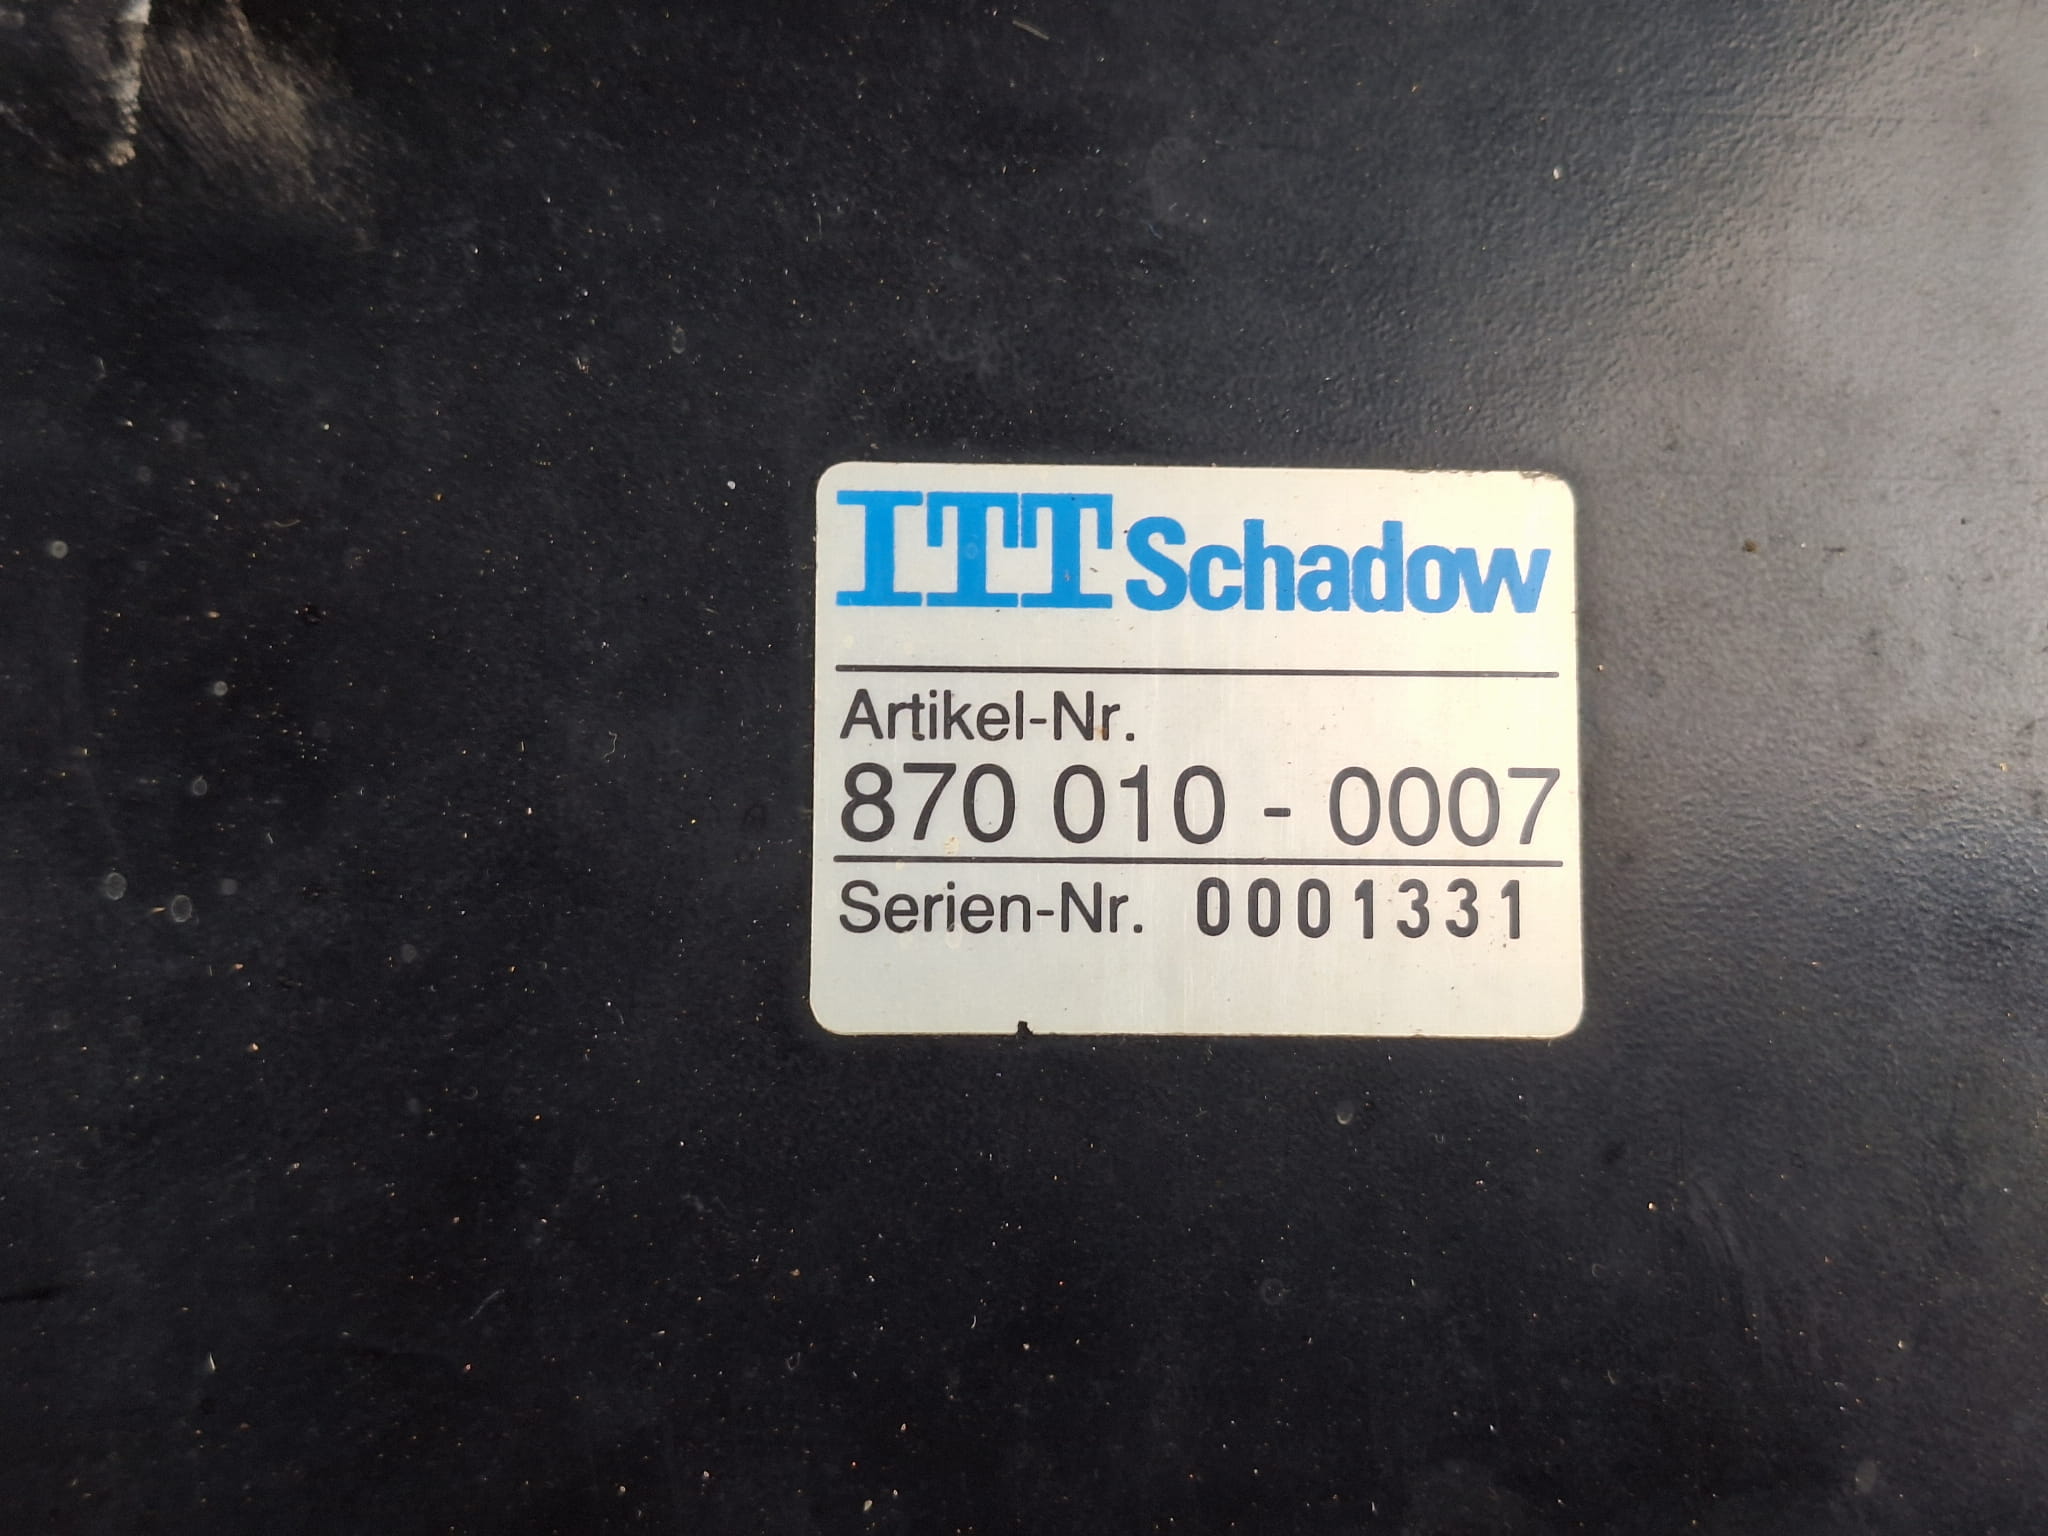 ITT Schadow
Artikel-Nr.
870 010 - 0007
Serien-Nr. 0001331